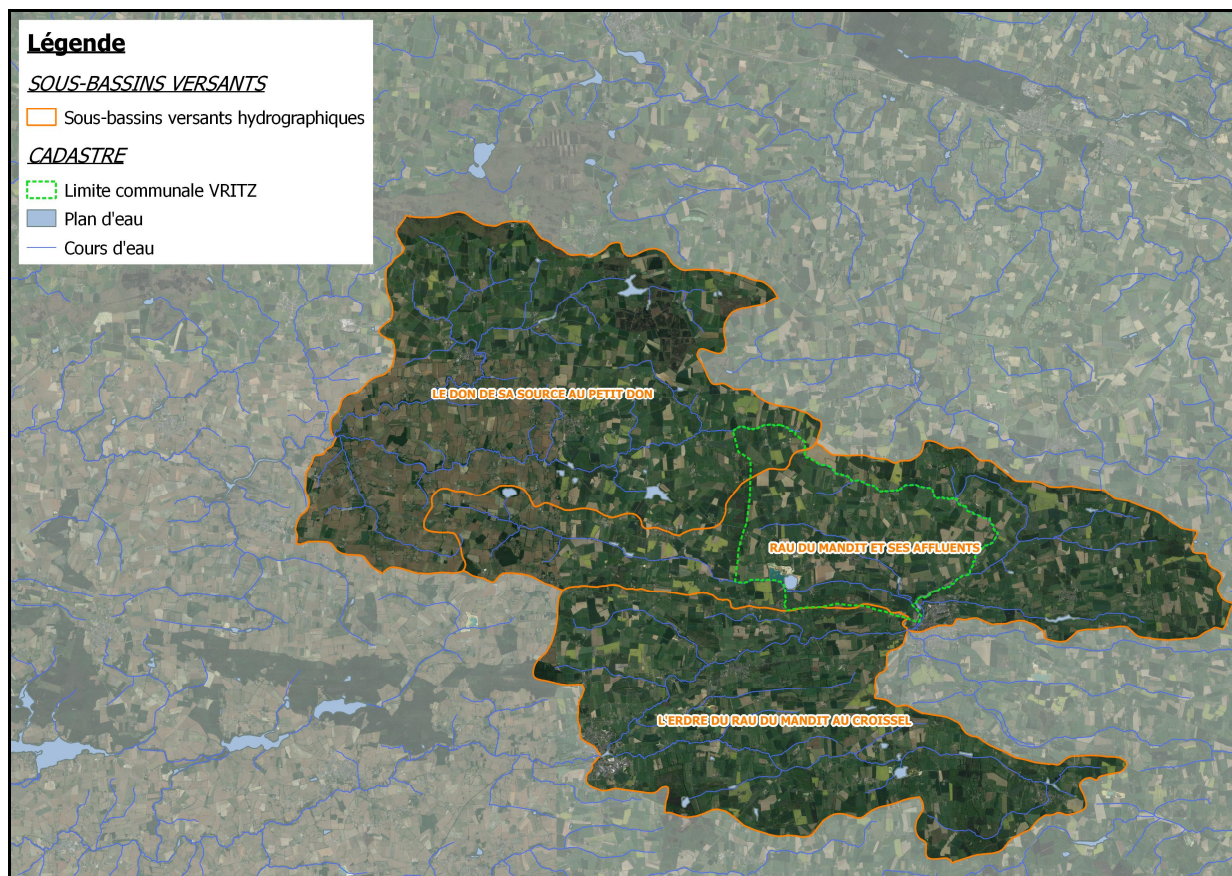 Légende
SOUS-BASSINS VERSANTS
Sous-bassins versants hydrographiques
CADASTRE
Limite communale VRITZ
Plan d'eau
Cours d'eau
LE DON DE SA SOURCE AU PETIT DON
RAU DU MANDIT ET SES AFFLUENTS
L'ERDRE DU RAU DU MANDIT AU CROISSEL